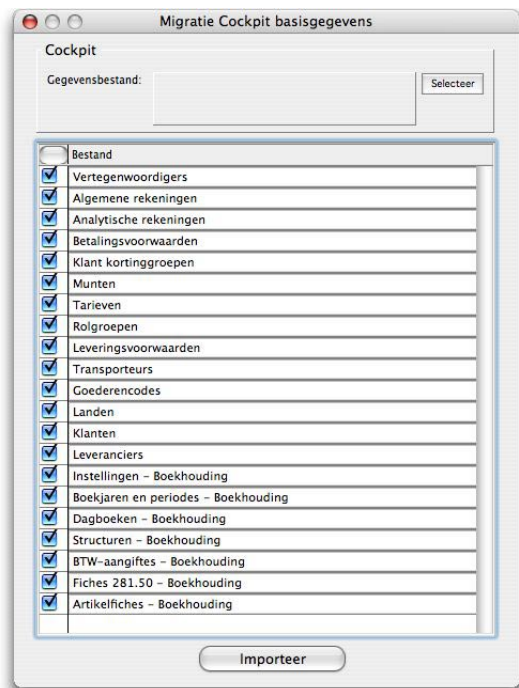 Migratie Cockpit basisgegevens
Cockpit
Gegevensbestand:
Selecteer
Bestand
Vertegenwoordigers
Algemene rekeningen
Analytische rekeningen
Betalingsvoorwaarden
Klant kortinggroepen
Munten
Tarieven
Rolgroepen
Leveringsvoorwaarden
Transporteurs
Goederencodes
Landen
Klanten
Leveranciers
Instellingen – Boekhouding
Boekjaren en periodes – Boekhouding
Dagboeken – Boekhouding
Structuren – Boekhouding
BTW-aangiftes – Boekhouding
Fiches 281.50 – Boekhouding
Artikelfiches – Boekhouding
Importeer